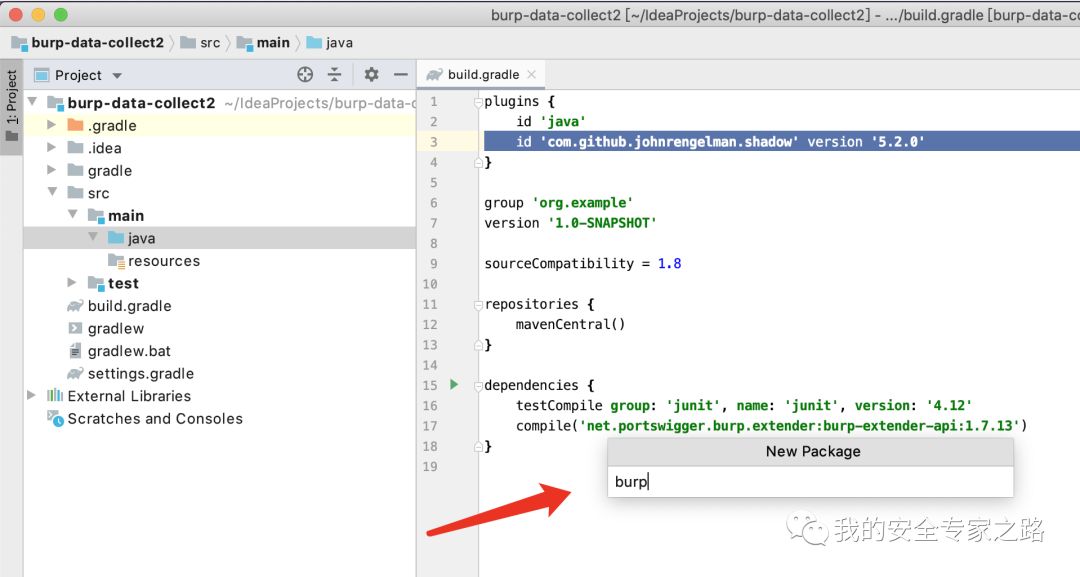 burp-data-collect2 [~/IdeaProjects/burp-data-collect2] - .../build.gradle [burp-data-co
burp-data-collect2 src main java
1: Project
Project
build.gradle
burp-data-collect2 ~/IdeaProjects/burp-data-c
.gradle
.idea
gradle
src
main
java
resources
test
build.gradle
gradlew
gradlew.bat
settings.gradle
External Libraries
Scratches and Consoles
1 plugins {
2 id 'java'
3 id 'com.github.johnrengelman.shadow' version '5.2.0'
4 }
5
6 group 'org.example'
7 version '1.0-SNAPSHOT'
8
9 sourceCompatibility = 1.8
10
11 repositories {
12 mavenCentral()
13 }
14
15 dependencies {
16 testCompile group: 'junit', name: 'junit', version: '4.12'
17 compile('net.portswigger.burp.extender:burp-extender-api:1.7.13')
18 }
19
New Package
burp
我的安全专家之路